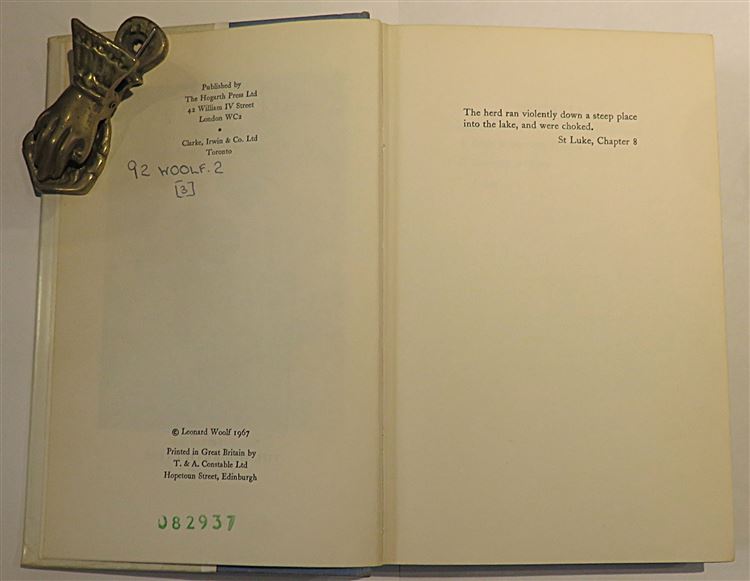 Published by
The Hogarth Press Ltd
42 William IV Street
London WC2
•
Clarke, Irwin & Co. Ltd
Toronto
92 WOOLF. 2
[3]
© Leonard Woolf 1967
Printed in Great Britain by
T. & A. Constable Ltd
Hopetoun Street, Edinburgh
082937
The herd ran violently down a steep place
into the lake, and were choked.
St Luke, Chapter 8